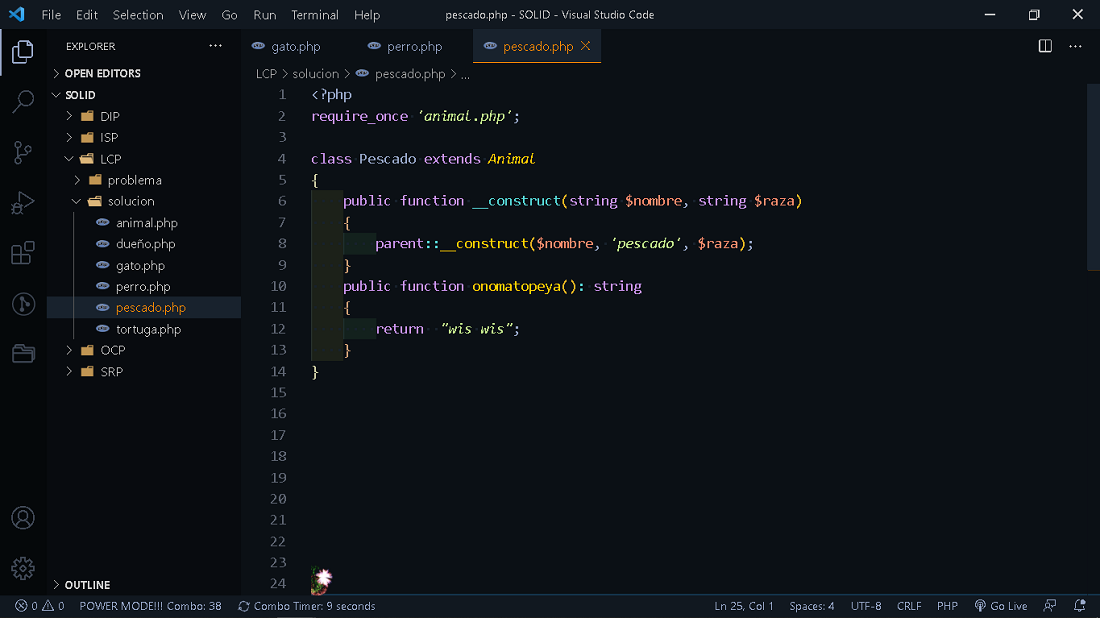 File Edit Selection View Go Run Terminal Help pescado.php - SOLID - Visual Studio Code
EXPLORER
OPEN EDITORS
SOLID
DIP
ISP
LCP
problema
solucion
animal.php
dueño.php
gato.php
perro.php
pescado.php
tortuga.php
OCP
SRP
OUTLINE
gato.php perro.php pescado.php
LCP > solucion > pescado.php > ...
1 <?php
2 require_once 'animal.php';
3
4 class Pescado extends Animal
5 {
6 public function __construct(string $nombre, string $raza)
7 {
8 parent::__construct($nombre, 'pescado', $raza);
9 }
10 public function onomatopeya(): string
11 {
12 return "wis wis";
13 }
14 }
15
16
17
18
19
20
21
22
23
24
0 0 POWER MODE!!! Combo: 38 Combo Timer: 9 seconds Ln 25, Col 1 Spaces: 4 UTF-8 CRLF PHP Go Live